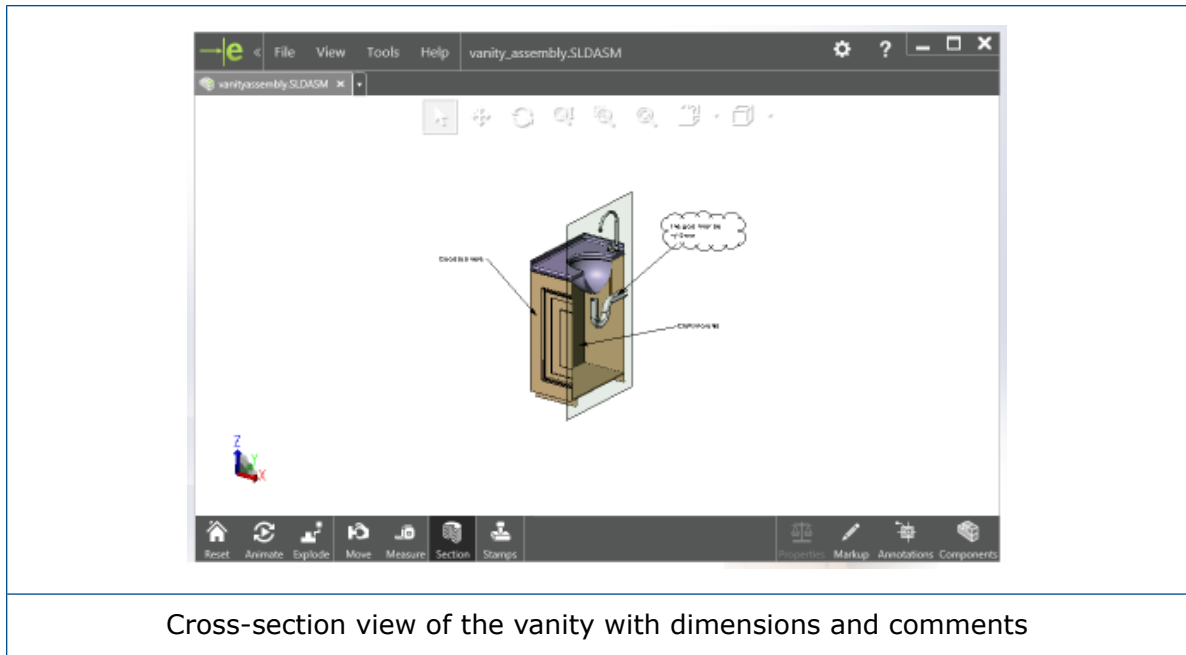 e « File View Tools Help vanity_assembly.SLDASM ?
vanityassembly.SLDASM
Z
Y
X
Reset Animate Explode Move Measure Section Stamps Properties Markup Annotations Components
Cross-section view of the vanity with dimensions and comments